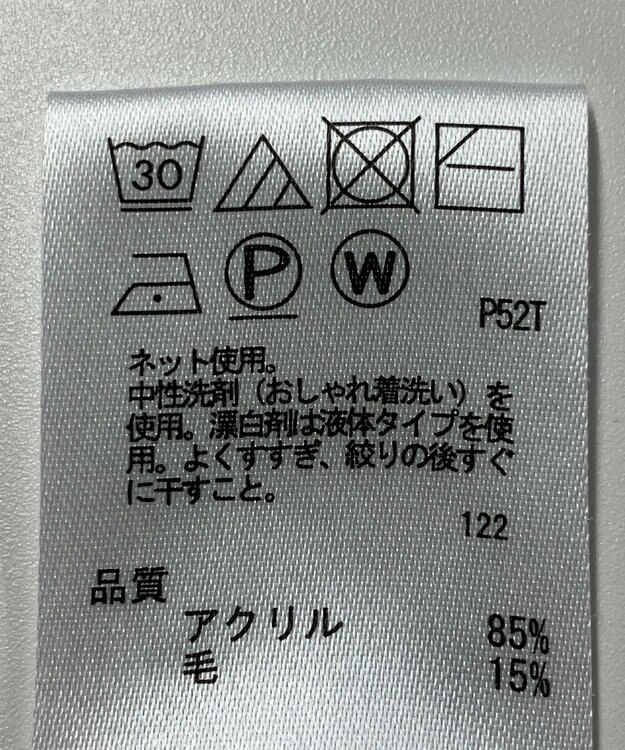 30
P W
P52T
ネット使用。
中性洗剤（おしゃれ着洗い）を
使用。漂白剤は液体タイプを使
用。よくすすぎ、絞りの後すぐ
に干すこと。
122
品質
アクリル 85%
毛 15%